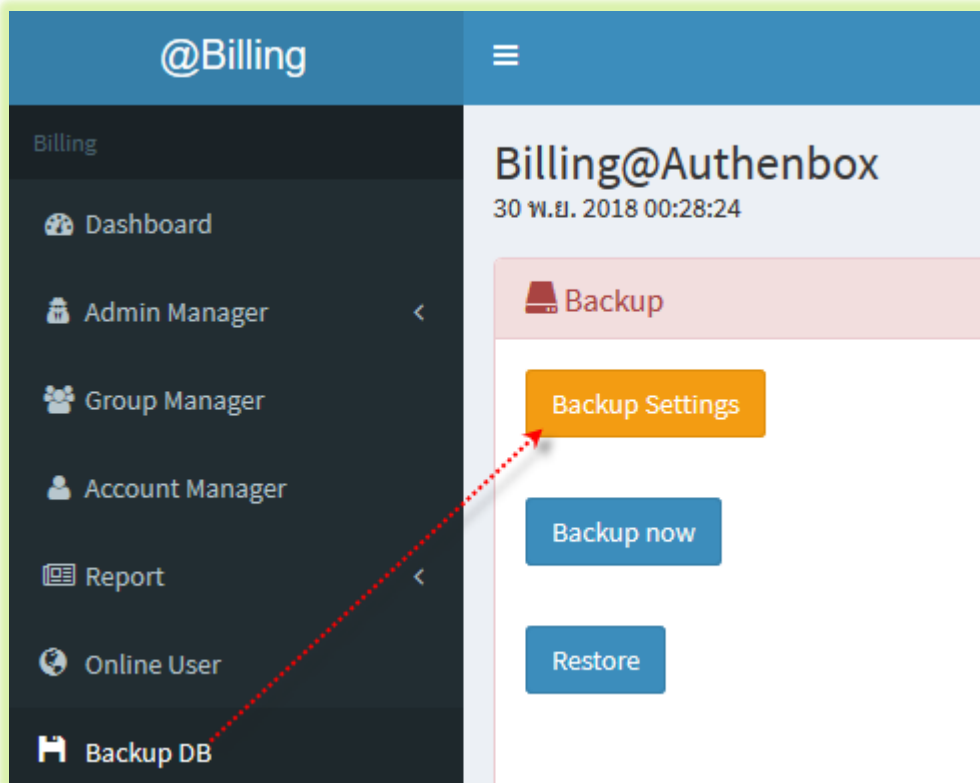 @Billing
Billing
Dashboard
Admin Manager
Group Manager
Account Manager
Report
Online User
Backup DB
Billing@Authenbox
30 พ.ย. 2018 00:28:24
Backup
Backup Settings
Backup now
Restore